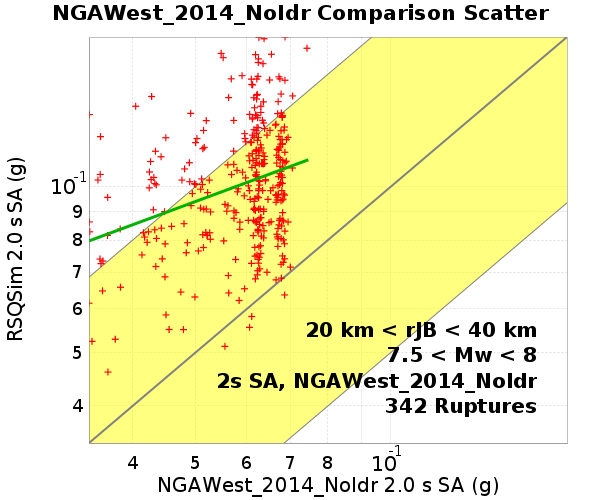 NGAWest_2014_NoIdr Comparison Scatter
RSQSim 2.0 s SA (g)
10^-1
9
8
7
6
5
4
20 km < rJB < 40 km
7.5 < Mw < 8
2s SA, NGAWest_2014_NoIdr
342 Ruptures
4 5 6 7 8 10^-1
NGAWest_2014_NoIdr 2.0 s SA (g)